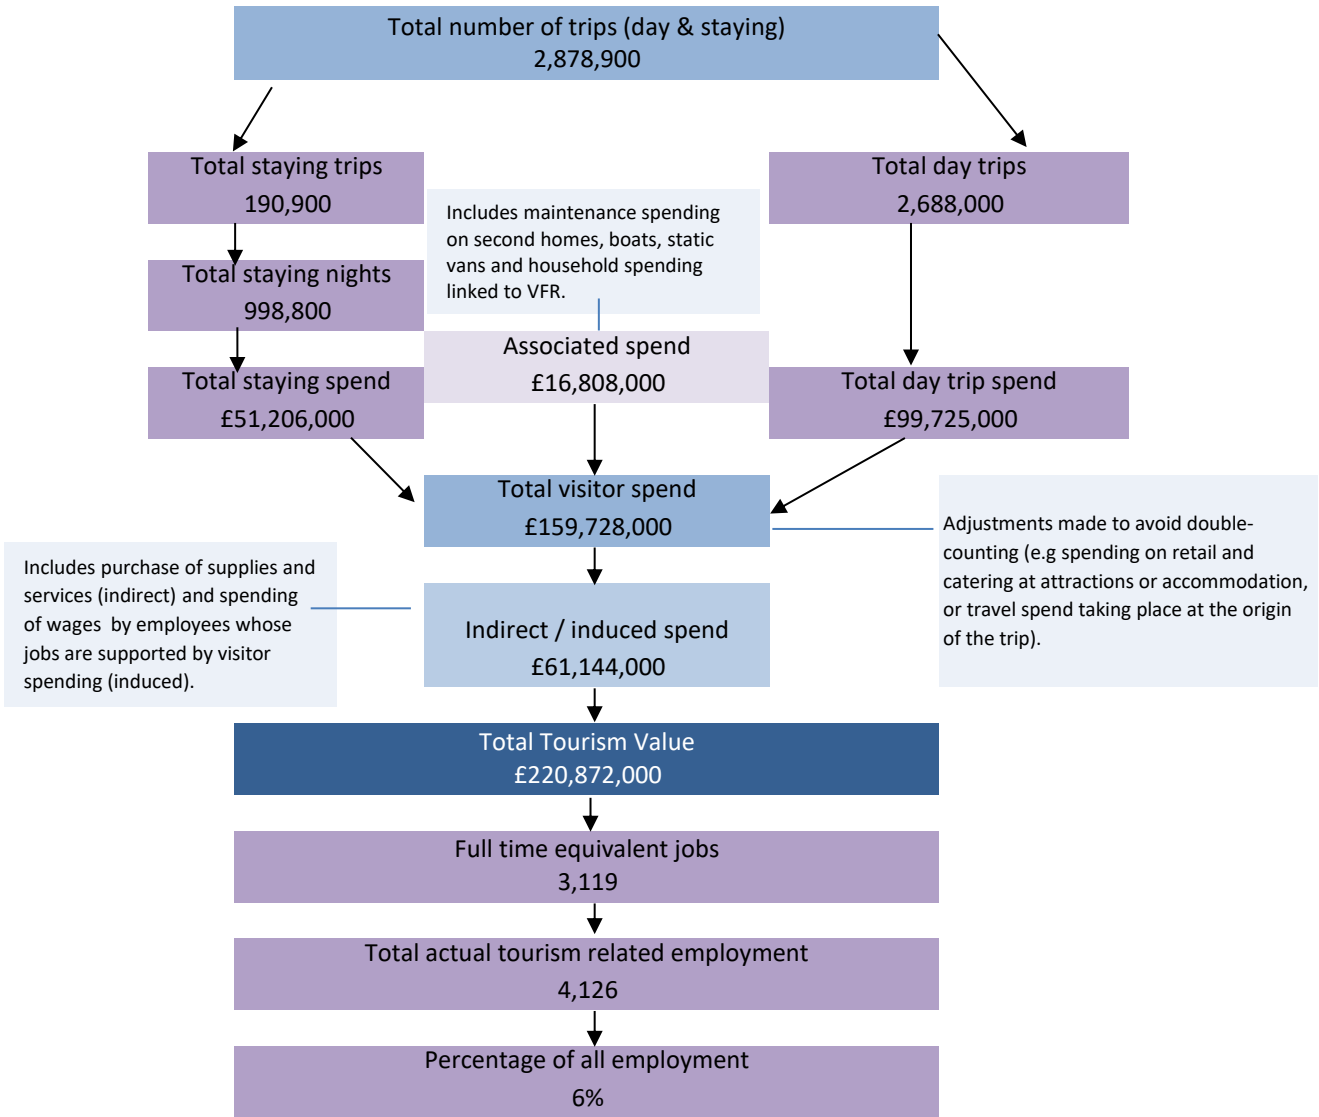 Total number of trips (day & staying)
2,878,900
Total staying trips
190,900
Total day trips
2,688,000
Includes maintenance spending
on second homes, boats, static
vans and household spending
linked to VFR.
Total staying nights
998,800
Total staying spend
£51,206,000
Associated spend
£16,808,000
Total day trip spend
£99,725,000
Total visitor spend
£159,728,000
Adjustments made to avoid double-
counting (e.g spending on retail and
catering at attractions or accommodation,
or travel spend taking place at the origin
of the trip).
Includes purchase of supplies and
services (indirect) and spending
of wages by employees whose
jobs are supported by visitor
spending (induced).
Indirect / induced spend
£61,144,000
Total Tourism Value
£220,872,000
Full time equivalent jobs
3,119
Total actual tourism related employment
4,126
Percentage of all employment
6%